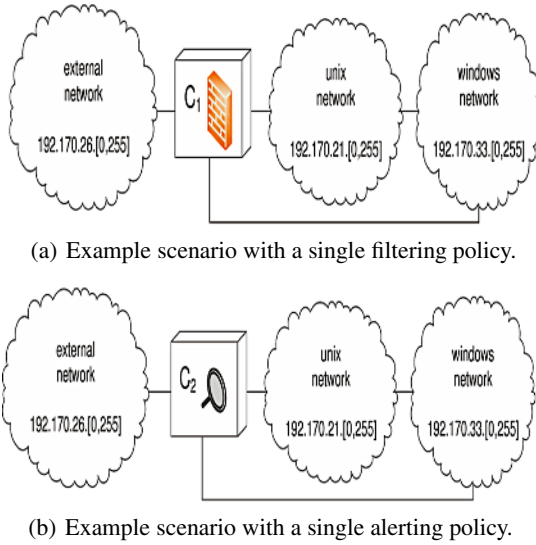 external
network
192.170.26.[0,255]
C1
unix
network
192.170.21.[0,255]
windows
network
192.170.33.[0,255]
(a) Example scenario with a single filtering policy.
external
network
192.170.26.[0,255]
C2
unix
network
192.170.21.[0,255]
windows
network
192.170.33.[0,255]
(b) Example scenario with a single alerting policy.